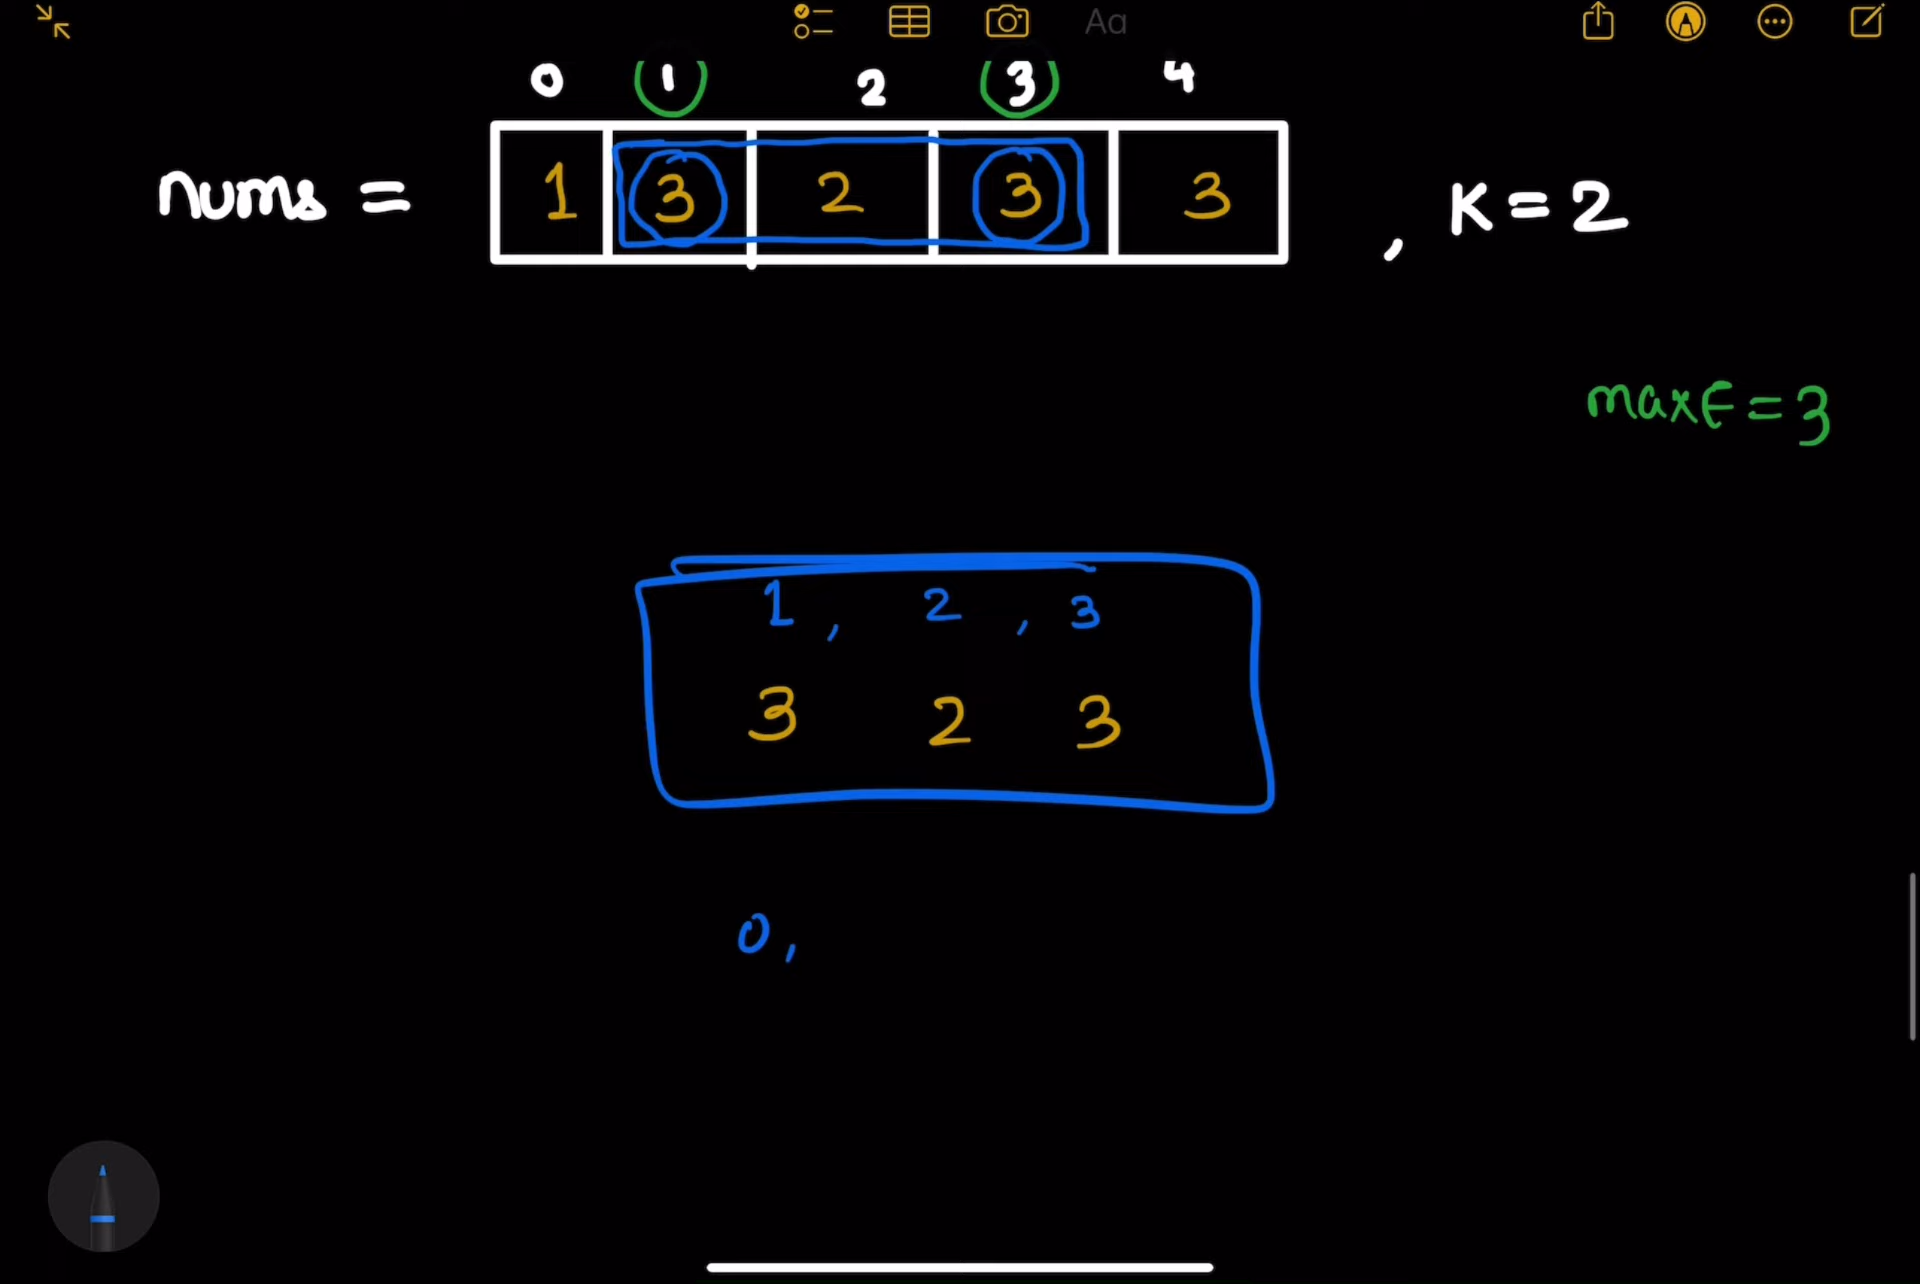 Aa
0 1 2 3 4
nums = 1 3 2 3 3 , K = 2
maxE = 3
1 , 2 , 3
3 2 3
0 ,